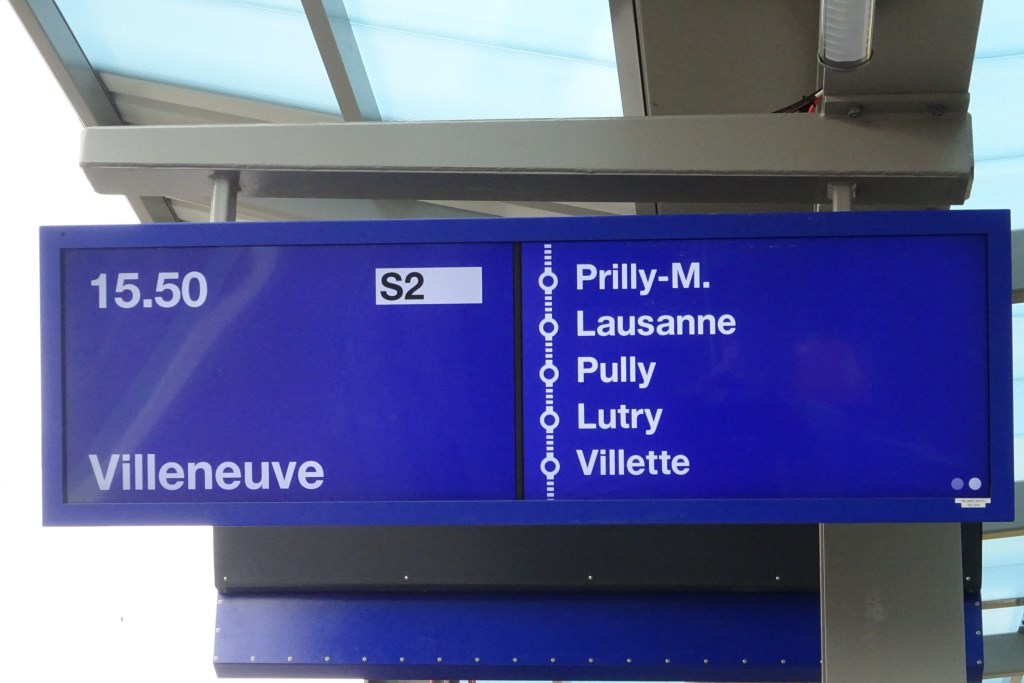 15.50
S2
Villeneuve
Prilly-M.
Lausanne
Pully
Lutry
Villette